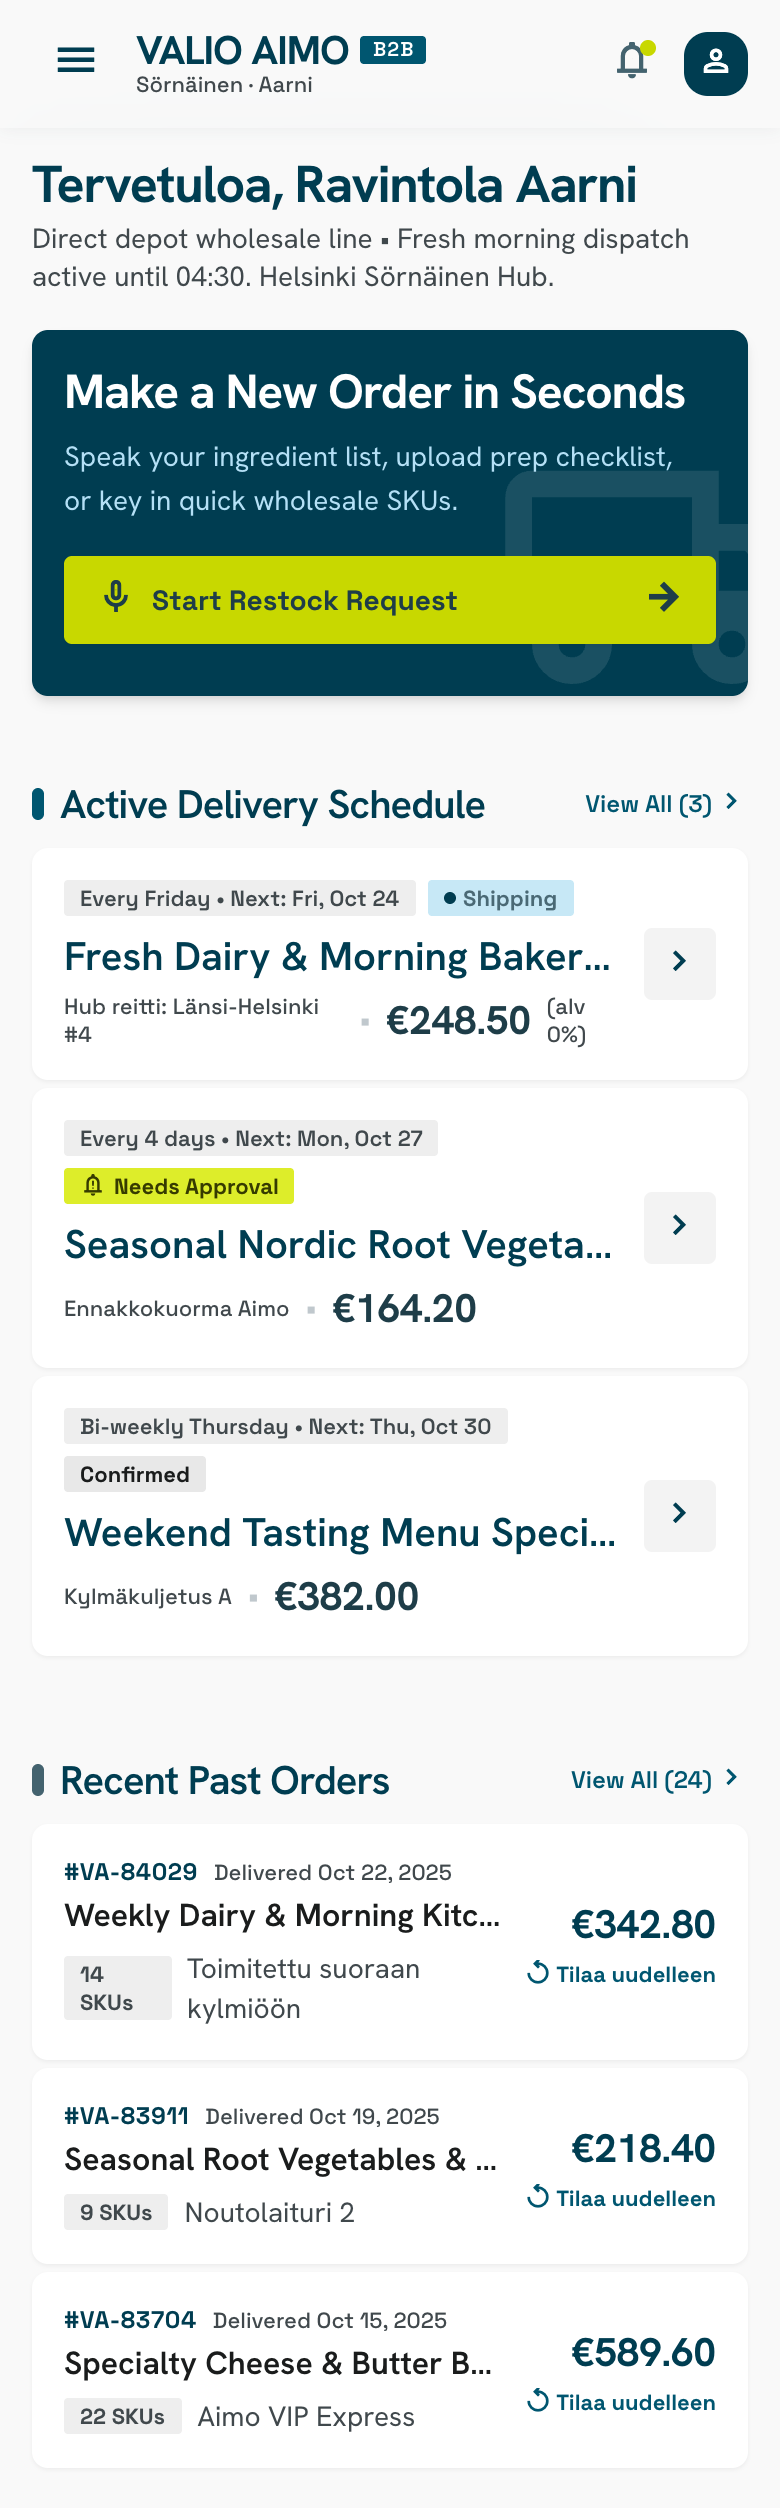 VALIO AIMO B2B
Sörnäinen · Aarni
Tervetuloa, Ravintola Aarni
Direct depot wholesale line ▪ Fresh morning dispatch
active until 04:30. Helsinki Sörnäinen Hub.
Make a New Order in Seconds
Speak your ingredient list, upload prep checklist,
or key in quick wholesale SKUs.
Start Restock Request
Active Delivery Schedule
View All (3)
Every Friday • Next: Fri, Oct 24
Shipping
Fresh Dairy & Morning Baker...
Hub reitti: Länsi-Helsinki
#4
▪ €248.50
(alv
0%)
Every 4 days • Next: Mon, Oct 27
Needs Approval
Seasonal Nordic Root Vegeta...
Ennakkokuorma Aimo ▪ €164.20
Bi-weekly Thursday • Next: Thu, Oct 30
Confirmed
Weekend Tasting Menu Speci...
Kylmäkuljetus A ▪ €382.00
Recent Past Orders
View All (24)
#VA-84029 Delivered Oct 22, 2025
Weekly Dairy & Morning Kitc...
14
SKUs
Toimitettu suoraan
kylmiöön
€342.80
Tilaa uudelleen
#VA-83911 Delivered Oct 19, 2025
Seasonal Root Vegetables & ...
9 SKUs Noutolaituri 2
€218.40
Tilaa uudelleen
#VA-83704 Delivered Oct 15, 2025
Specialty Cheese & Butter B...
22 SKUs Aimo VIP Express
€589.60
Tilaa uudelleen